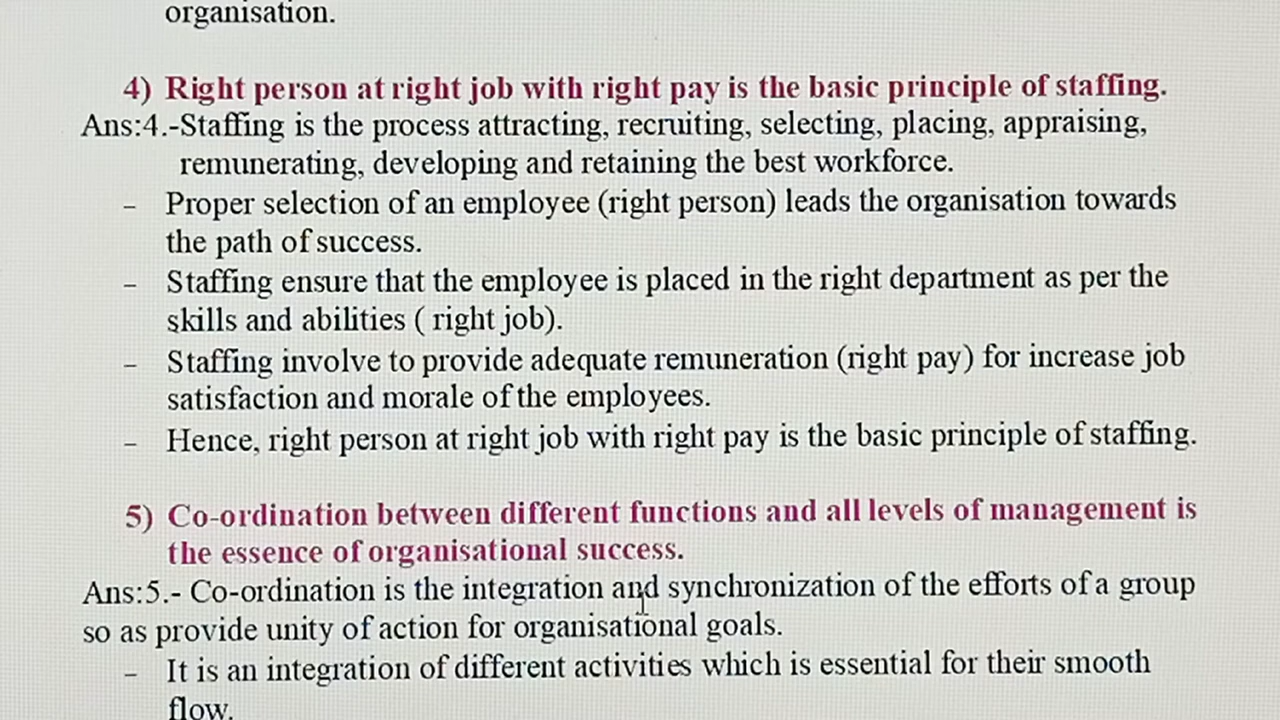 organisation.
4) Right person at right job with right pay is the basic principle of staffing.
Ans:4.-Staffing is the process attracting, recruiting, selecting, placing, appraising,
remunerating, developing and retaining the best workforce.
- Proper selection of an employee (right person) leads the organisation towards
the path of success.
- Staffing ensure that the employee is placed in the right department as per the
skills and abilities ( right job).
- Staffing involve to provide adequate remuneration (right pay) for increase job
satisfaction and morale of the employees.
- Hence, right person at right job with right pay is the basic principle of staffing.
5) Co-ordination between different functions and all levels of management is
the essence of organisational success.
Ans:5.- Co-ordination is the integration and synchronization of the efforts of a group
so as provide unity of action for organisational goals.
- It is an integration of different activities which is essential for their smooth
flow.